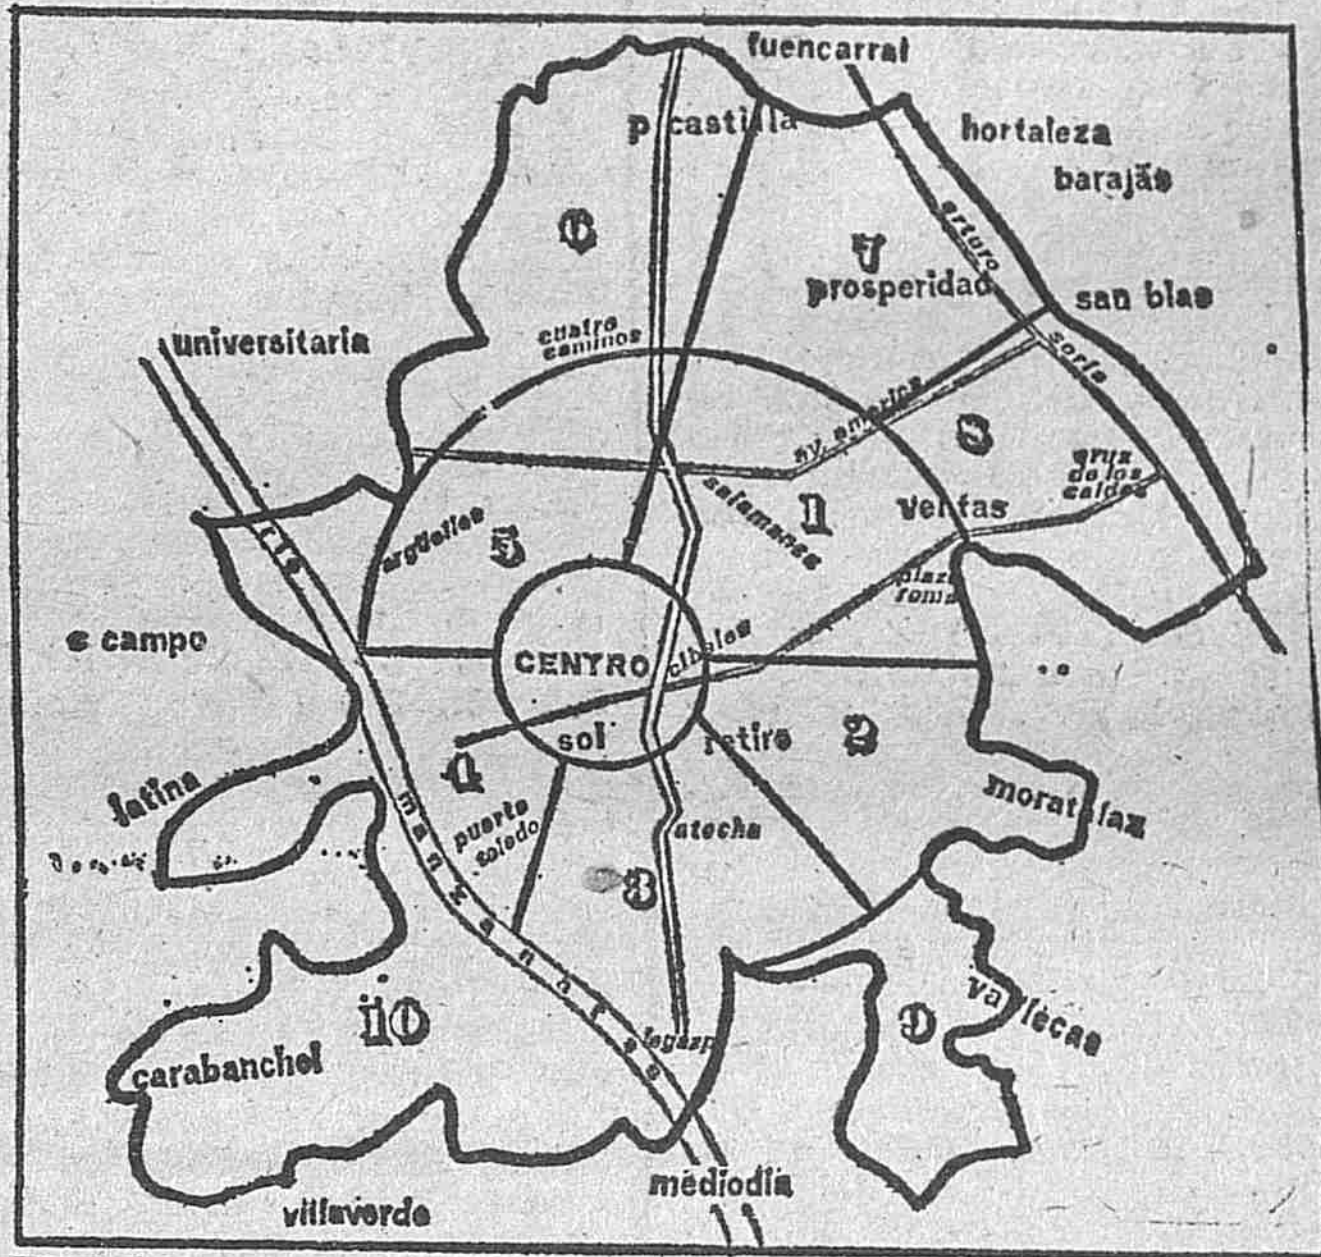 fuencarral
p castilla
hortaleza
barajas
6
7
arturo
prosperidad
san blas
universitaria
cuatro
caminos
soria
av. america
8
cruz
de los
caidos
salamanca
1
ventas
rio
argüelles
5
plaza
roma
e campo
CENTRO
cibeles
sol
retiro
2
4
latina
moratalaz
puerta
toledo
atocha
3
manzanares
vallecas
10
9
legazpi
carabanchel
mediodia
villaverde